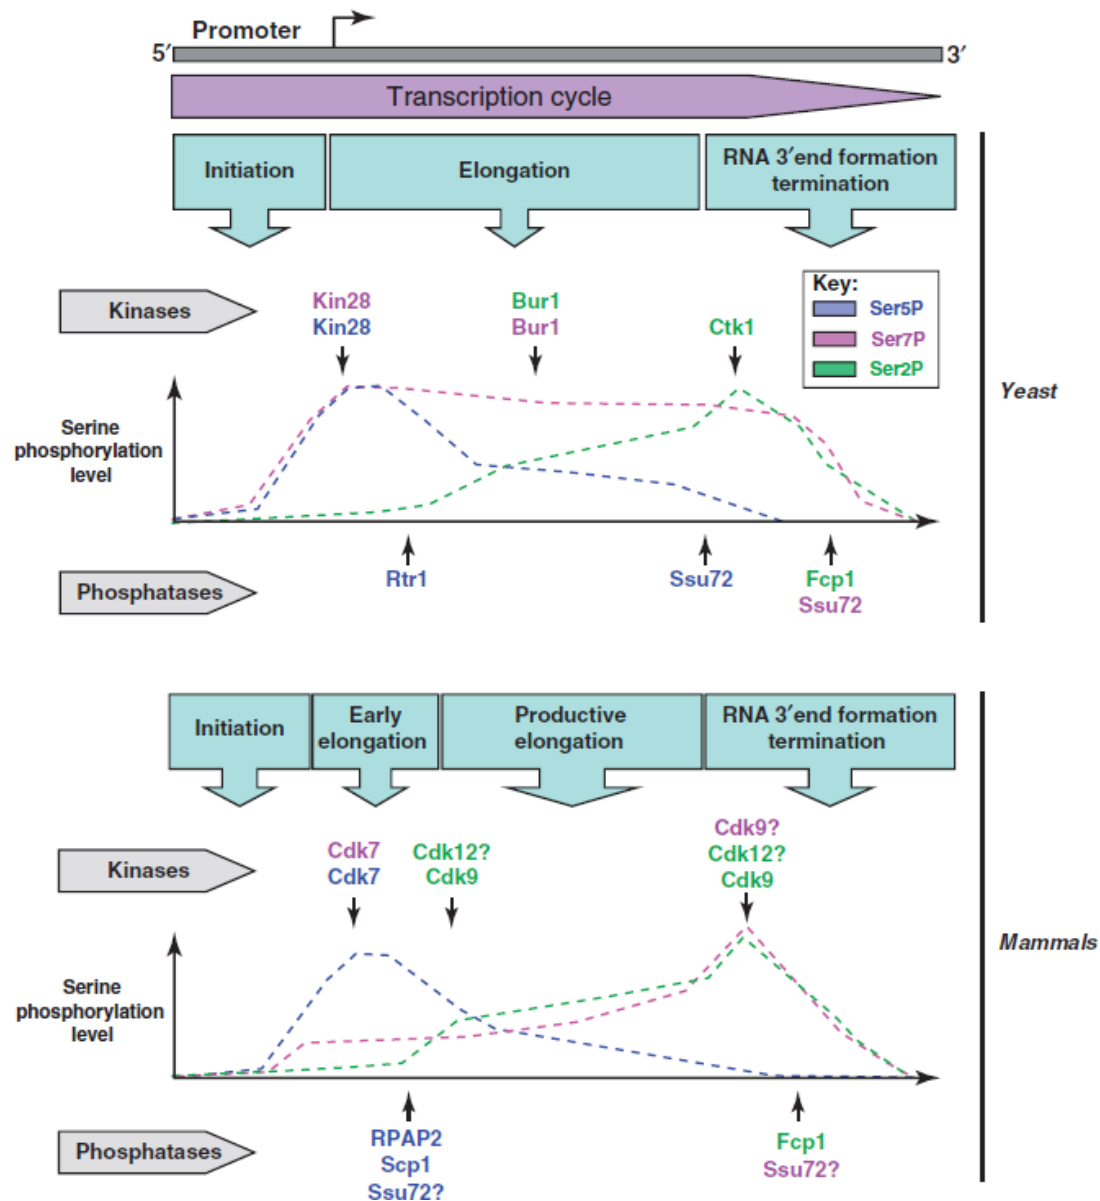 Promoter
5′
3′
Transcription cycle
Initiation
Elongation
RNA 3′end formation
termination
Key:
Ser5P
Ser7P
Ser2P
Kinases
Kin28
Kin28
Bur1
Bur1
Ctk1
Yeast
Serine
phosphorylation
level
Phosphatases
Rtr1
Ssu72
Fcp1
Ssu72
Initiation
Early
elongation
Productive
elongation
RNA 3′end formation
termination
Kinases
Cdk7
Cdk7
Cdk12?
Cdk9
Cdk9?
Cdk12?
Cdk9
Mammals
Serine
phosphorylation
level
Phosphatases
RPAP2
Scp1
Ssu72?
Fcp1
Ssu72?